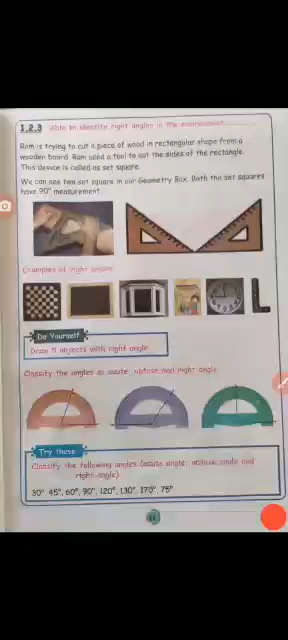 1.2.3 Able to identify right angles in the environment
Ram is trying to cut a piece of wood in rectangular shape from a
wooden board. Ram used a tool to cut the sides of the rectangle.
This device is called as set square.
We can see two set square in our Geometry Box. Both the set squares
have 90° measurement
Examples of right angles
Do Yourself
Draw 5 objects with right angle
Classify the angles as acute, obtuse and right angle
Try these
Classify the following angles (acute angle, obtuse angle and
right angle)
30°, 45°, 60°, 90°, 120°, 130°, 170°, 75°